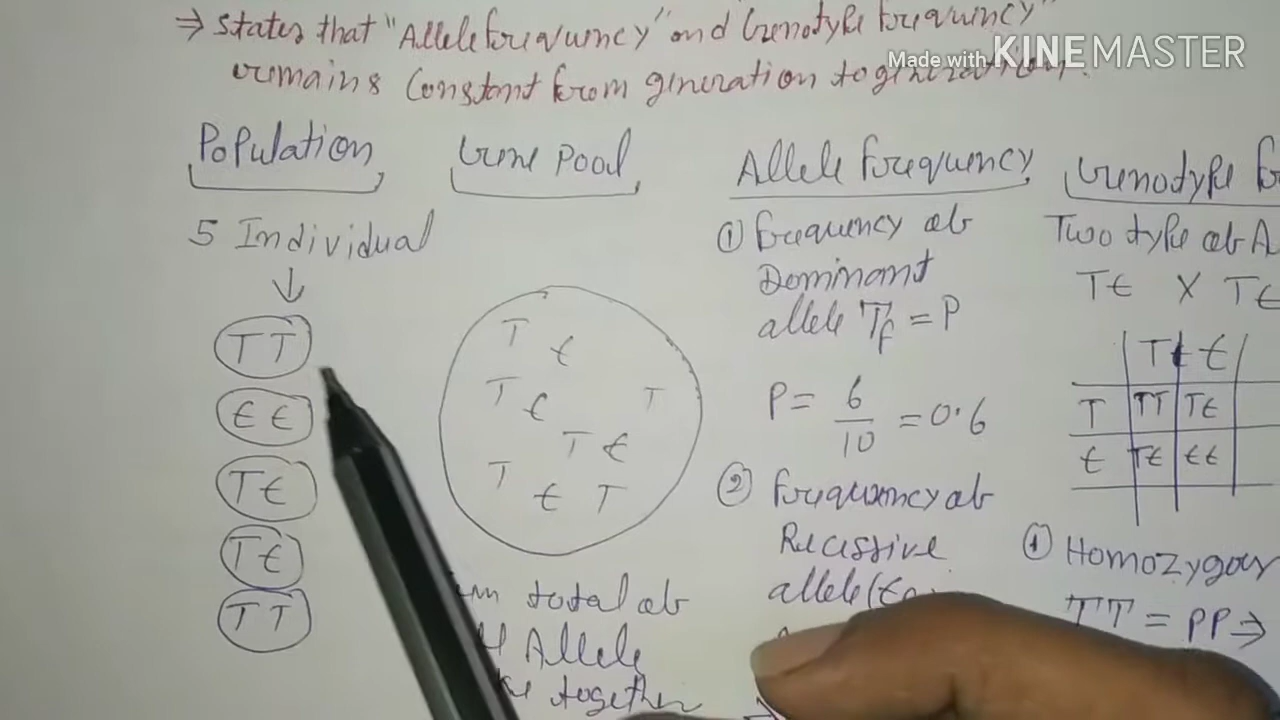 ⇒ States that "Allele frequency" and Genotype frequency"
remains Constant from generation to generation.
Made with KINEMASTER
Population
Gene Pool
Allele frequency
Genotype
5 Individual
↓
TT
tt
Tt
Tt
TT
T t
T t T
T t
T t T
total of
Allele
together
① frequency of
Dominant
allele Tf = P
P = 6/10 = 0.6
② frequency of
Recessive
allele
Two type of
Tt X Tt
T t
T TT Tt
t Tt tt
① Homozygous
TT = PP ⇒